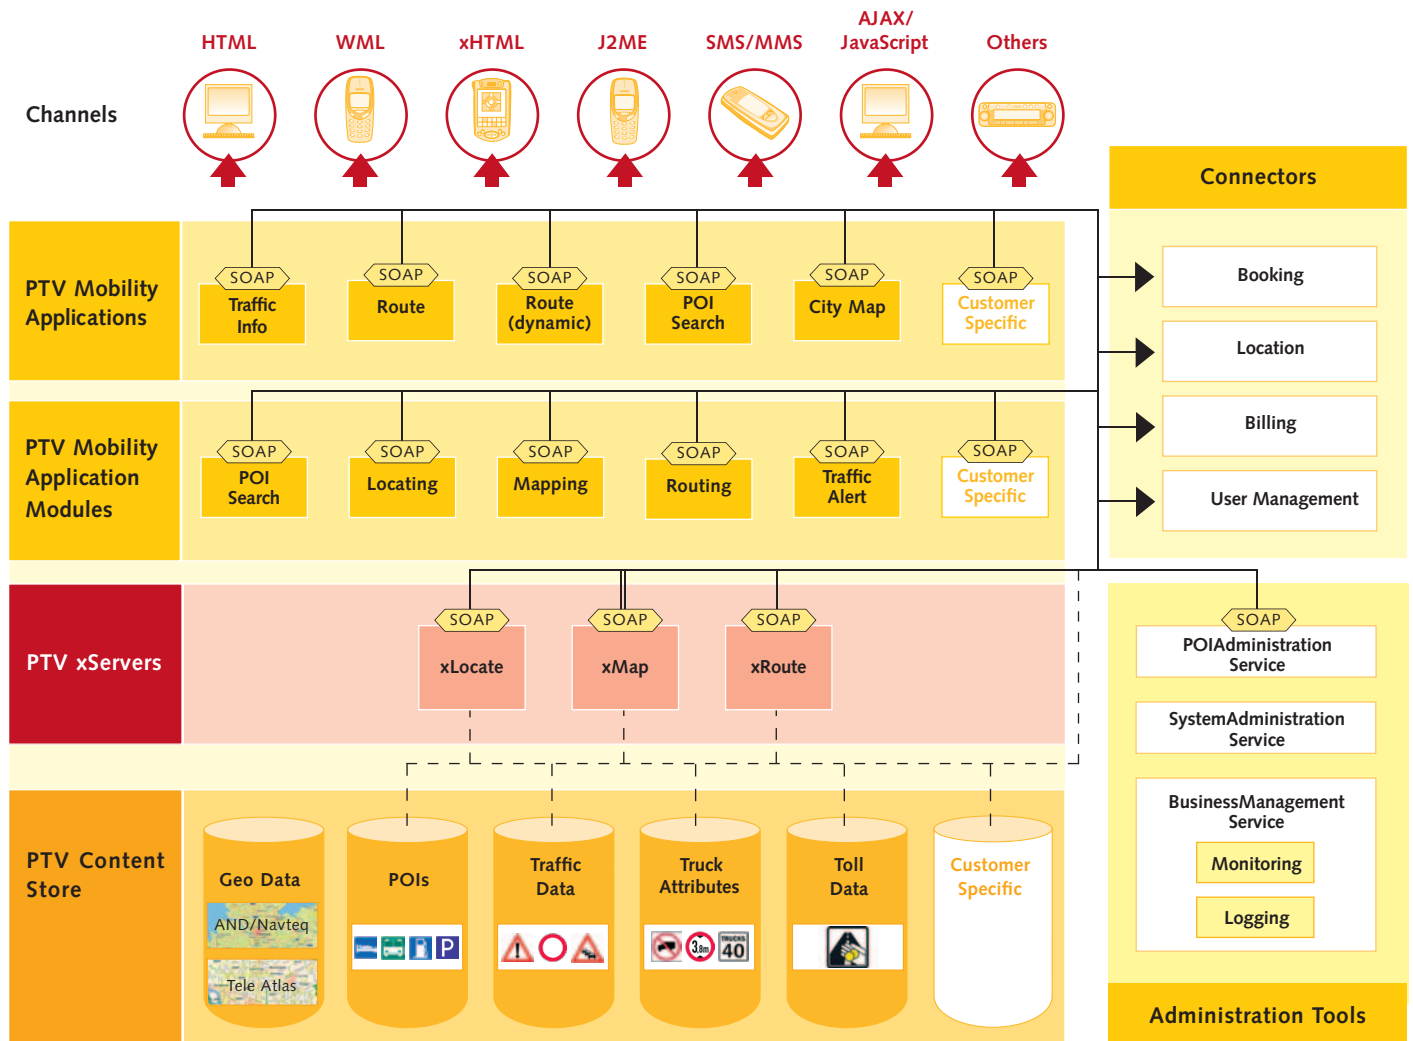 AJAX/
HTML
WML
xHTML
J2ME
SMS/MMS
JavaScript
Others
Channels
Connectors
SOAP
SOAP
SOAP
SOAP
SOAP
SOAP
PTV Mobility
Applications
Traffic
Info
Route
Route
(dynamic)
POI
Search
City Map
Customer
Specific
Booking
Location
Billing
User Management
PTV Mobility
Application
Modules
SOAP
SOAP
SOAP
SOAP
SOAP
SOAP
POI
Search
Locating
Mapping
Routing
Traffic
Alert
Customer
Specific
PTV xServers
SOAP
SOAP
SOAP
xLocate
xMap
xRoute
SOAP
POIAdministration
Service
SystemAdministration
Service
BusinessManagement
Service
Monitoring
Logging
Administration Tools
PTV Content
Store
Geo Data
AND/Navteq
Tele Atlas
POIs
P
Traffic
Data
Truck
Attributes
3.8m
TRUCKS
40
Toll
Data
Customer
Specific